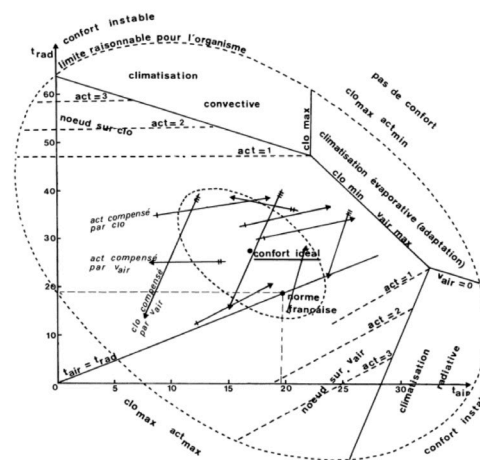 confort instable
t rad
limite raisonnable pour l'organisme
climatisation
convective
pas de confort
clo max act min
60
act = 3
50
noeud sur clo
act = 2
act = 1
clo max
climatisation évaporative (adaptation)
clo min
v air max
40
act compensé
par clo
30
act compensé
par v air
confort idéal
clo compensé
par v air
20
norme
française
v air = 0
10
act = 1
act = 2
act = 3
noeud sur v air
climatisation
radiative
t air = t rad
0
5
10
15
20
25
30
t air
clo max act max
confort inst